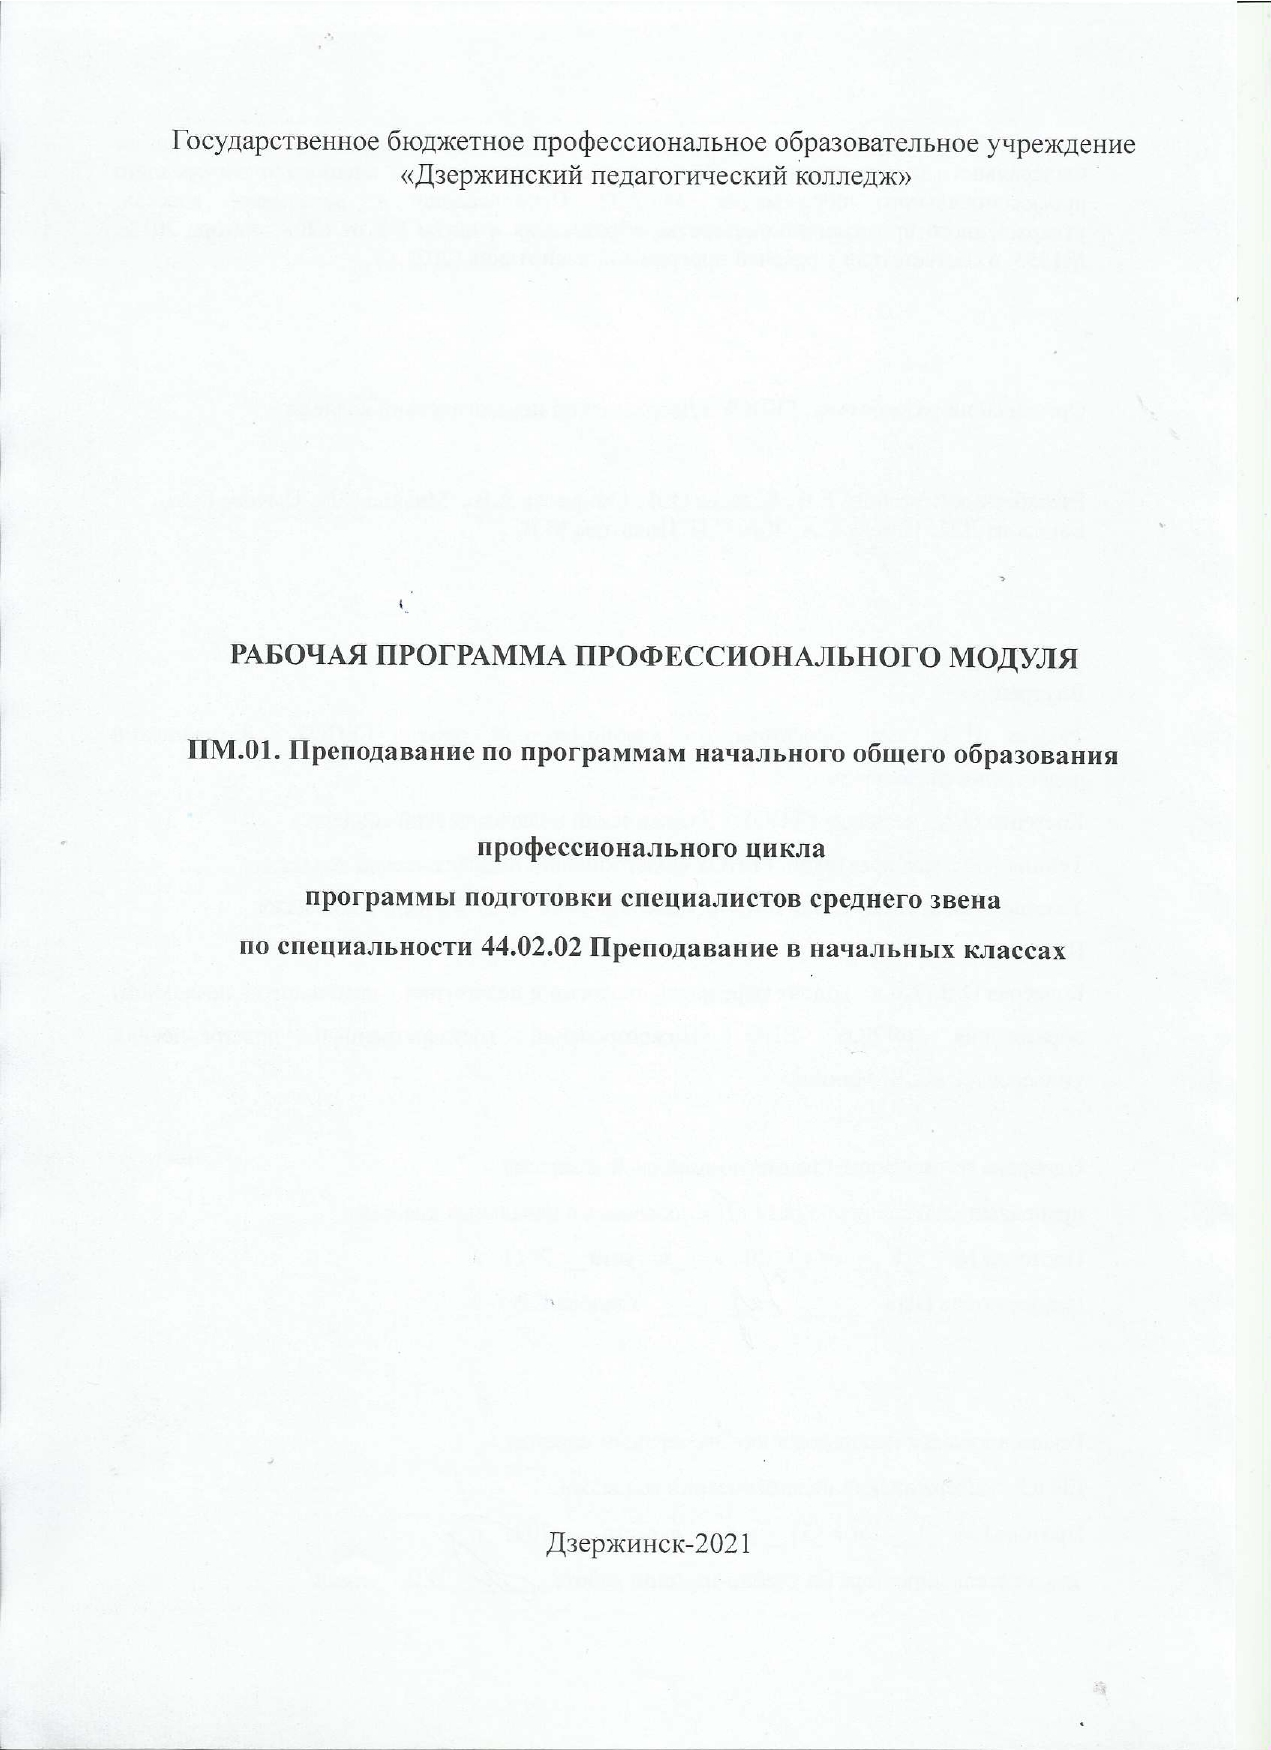 Государственное бюджетное профессиональное образовательное учреждение
«Дзержинский педагогический колледж»
РАБОЧАЯ ПРОГРАММА ПРОФЕССИОНАЛЬНОГО МОДУЛЯ
ПМ.01. Преподавание по программам начального общего образования
профессионального цикла
программы подготовки специалистов среднего звена
по специальности 44.02.02 Преподавание в начальных классах
Дзержинск-2021